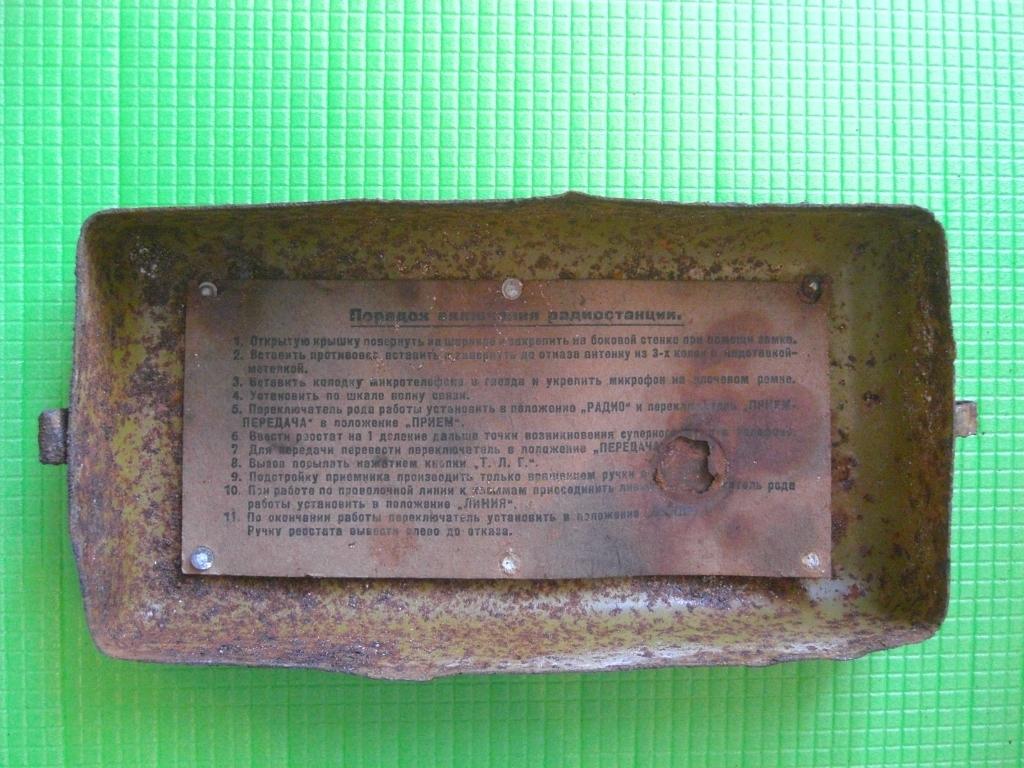 Порядок включения радиостанции.
1. Открытую крышку повернуть на шарнире и закрепить на боковой стенке при помощи замка.
2. Вставить противовес, вставить и завернуть до отказа антенну из 3-х колен с подставкой-
метелкой.
3. Вставить колодку микротелефона в гнезда и укрепить микрофон на плечевом ремне.
4. Установить по шкале волну связи.
5. Переключатель рода работы установить в положение „РАДИО" и переключатель „ПРИЕМ-
ПЕРЕДАЧА" в положение „ПРИЕМ".
6. Ввести реостат на 1 деление дальше точки возникновения суперного
7. Для передачи перевести переключатель в положение „ПЕРЕДАЧА
8. Вызов посылать нажатием кнопки „Т. Л. Г.".
9. Подстройку приемника производить только вращением ручки
10. При работе по проволочной линии к зажимам присоединить рода
работы установить в положение „ЛИНИЯ".
11. По окончании работы переключатель установить в положение
Ручку реостата вывести влево до отказа.